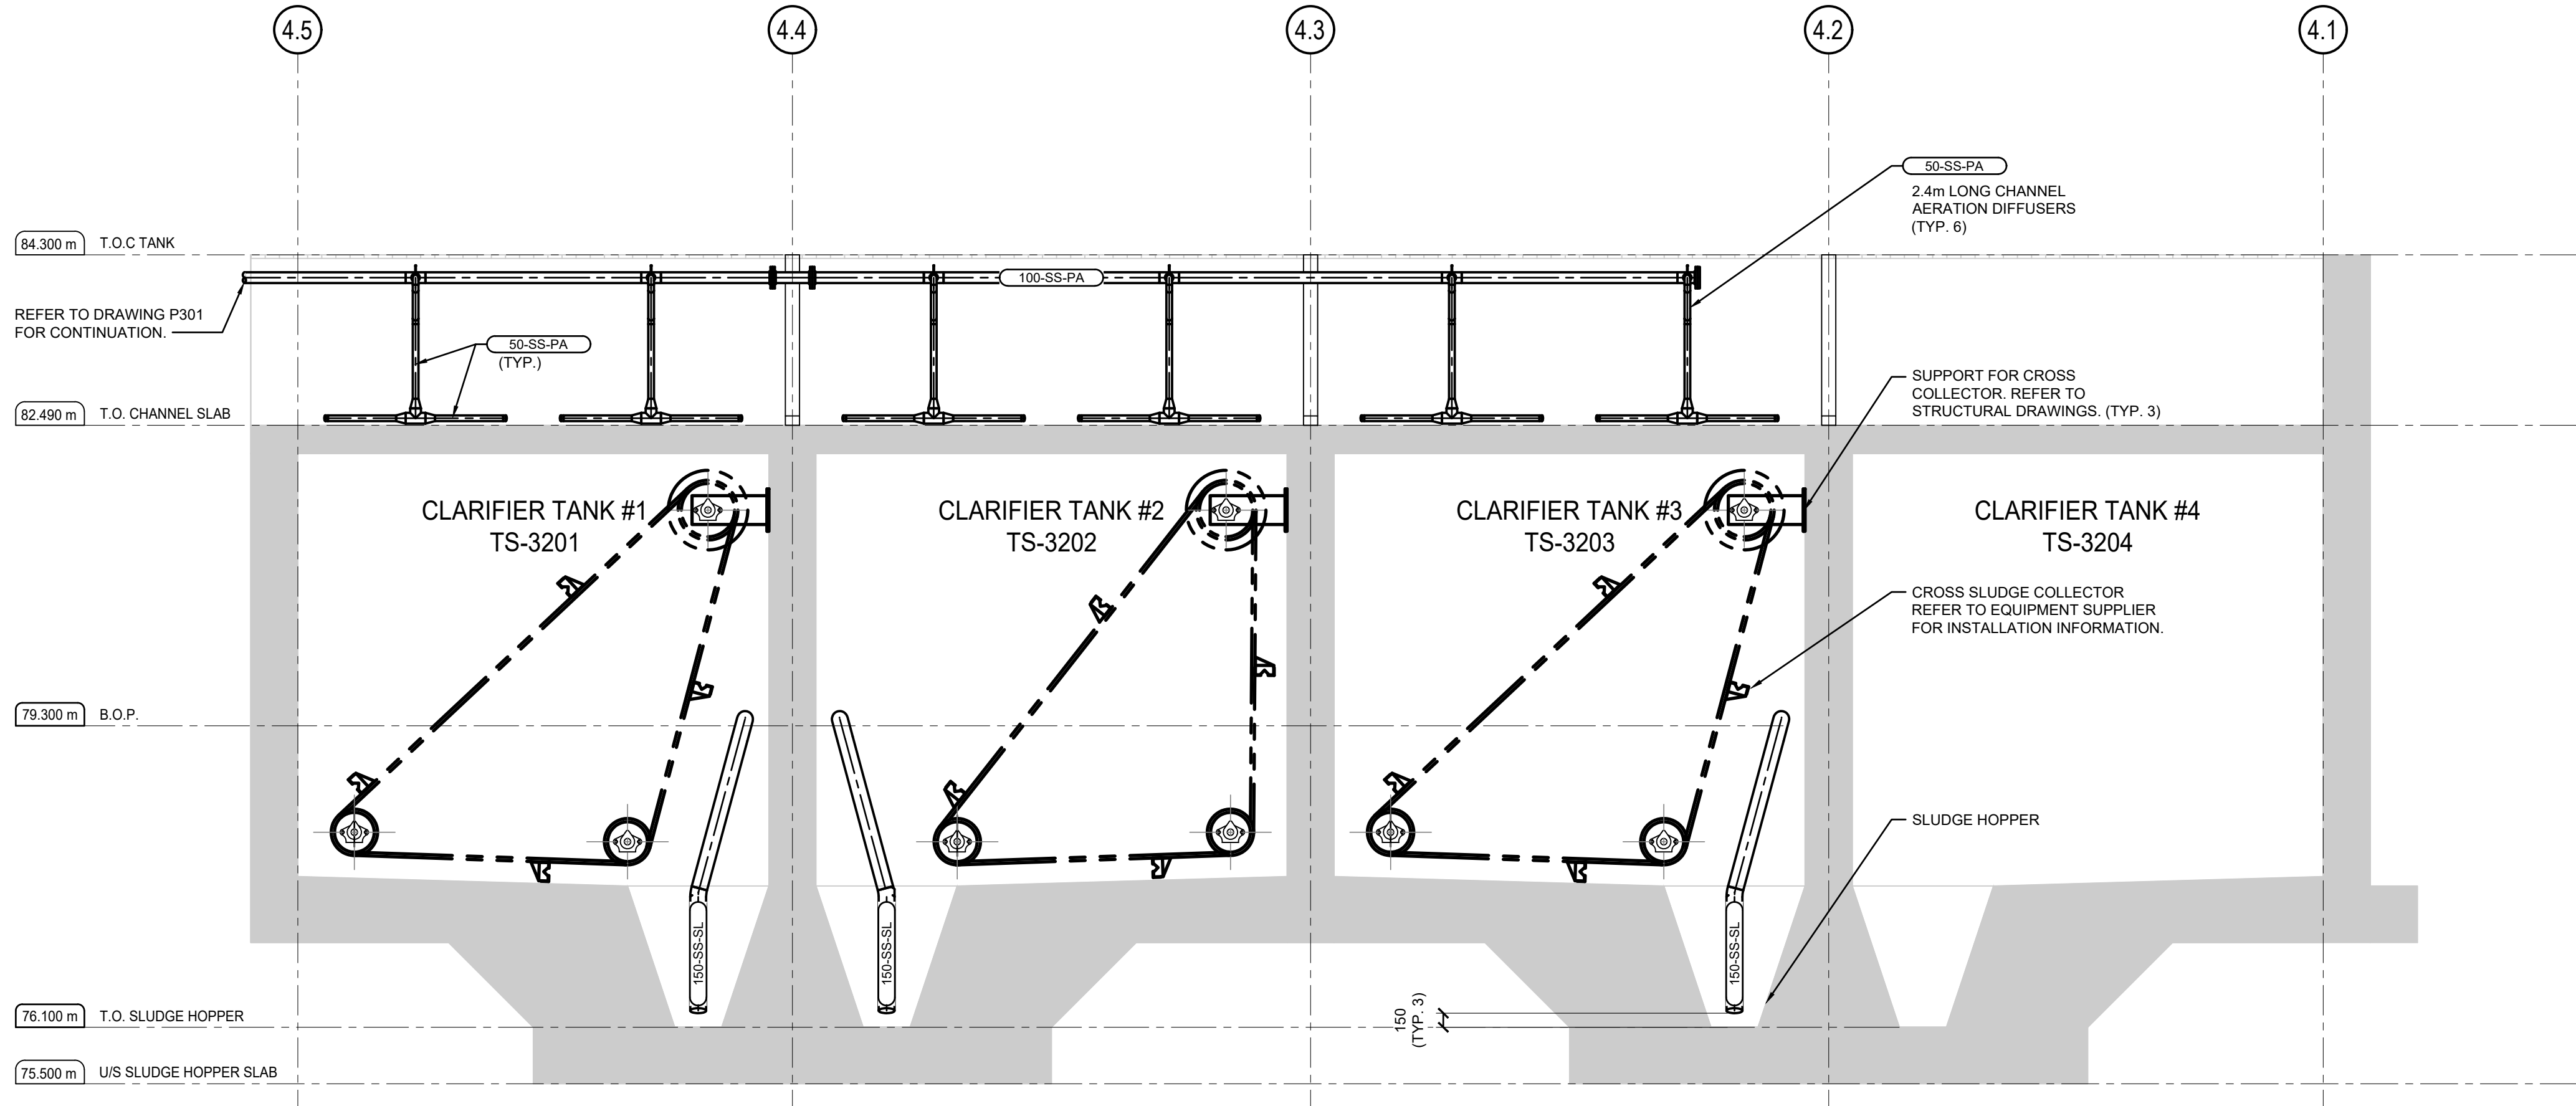 4.5
4.4
4.3
4.2
4.1
50-SS-PA
2.4m LONG CHANNEL
AERATION DIFFUSERS
(TYP. 6)
84.300 m T.O.C TANK
100-SS-PA
REFER TO DRAWING P301
FOR CONTINUATION.
50-SS-PA
(TYP.)
SUPPORT FOR CROSS
COLLECTOR. REFER TO
STRUCTURAL DRAWINGS. (TYP. 3)
82.490 m T.O. CHANNEL SLAB
CLARIFIER TANK #1
TS-3201
CLARIFIER TANK #2
TS-3202
CLARIFIER TANK #3
TS-3203
CLARIFIER TANK #4
TS-3204
CROSS SLUDGE COLLECTOR
REFER TO EQUIPMENT SUPPLIER
FOR INSTALLATION INFORMATION.
79.300 m B.O.P.
SLUDGE HOPPER
150-SS-SL
150-SS-SL
150-SS-SL
76.100 m T.O. SLUDGE HOPPER
150
(TYP. 3)
75.500 m U/S SLUDGE HOPPER SLAB